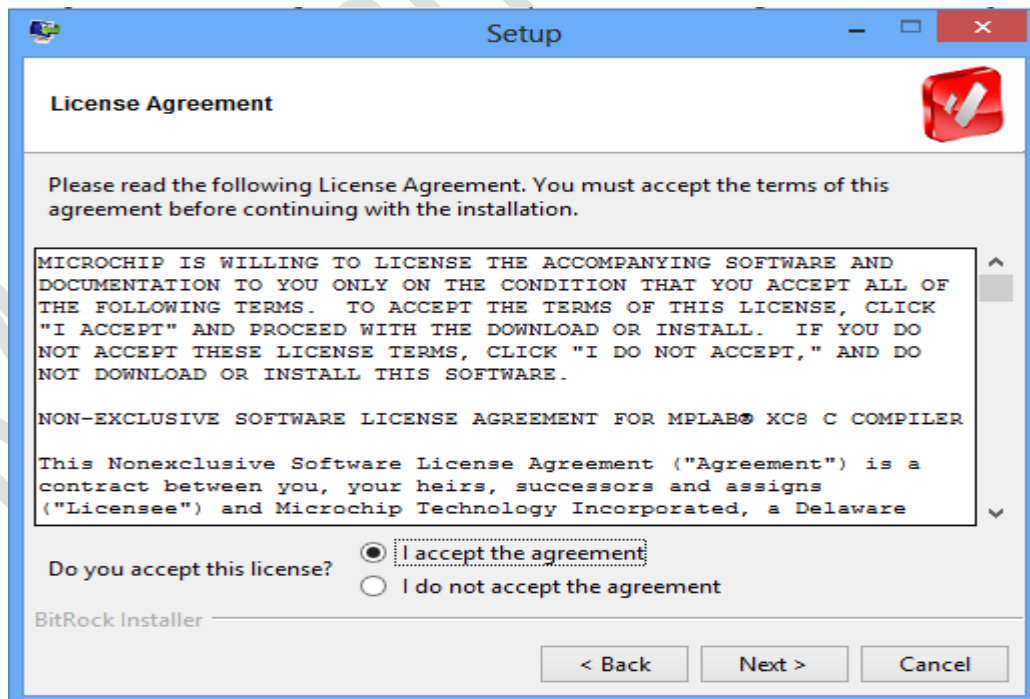 Setup
License Agreement
Please read the following License Agreement. You must accept the terms of this
agreement before continuing with the installation.
MICROCHIP IS WILLING TO LICENSE THE ACCOMPANYING SOFTWARE AND
DOCUMENTATION TO YOU ONLY ON THE CONDITION THAT YOU ACCEPT ALL OF
THE FOLLOWING TERMS.  TO ACCEPT THE TERMS OF THIS LICENSE, CLICK
"I ACCEPT" AND PROCEED WITH THE DOWNLOAD OR INSTALL.  IF YOU DO
NOT ACCEPT THESE LICENSE TERMS, CLICK "I DO NOT ACCEPT," AND DO
NOT DOWNLOAD OR INSTALL THIS SOFTWARE.
NON-EXCLUSIVE SOFTWARE LICENSE AGREEMENT FOR MPLAB® XC8 C COMPILER
This Nonexclusive Software License Agreement ("Agreement") is a
contract between you, your heirs, successors and assigns
("Licensee") and Microchip Technology Incorporated, a Delaware
Do you accept this license?
I accept the agreement
I do not accept the agreement
BitRock Installer
< Back Next > Cancel